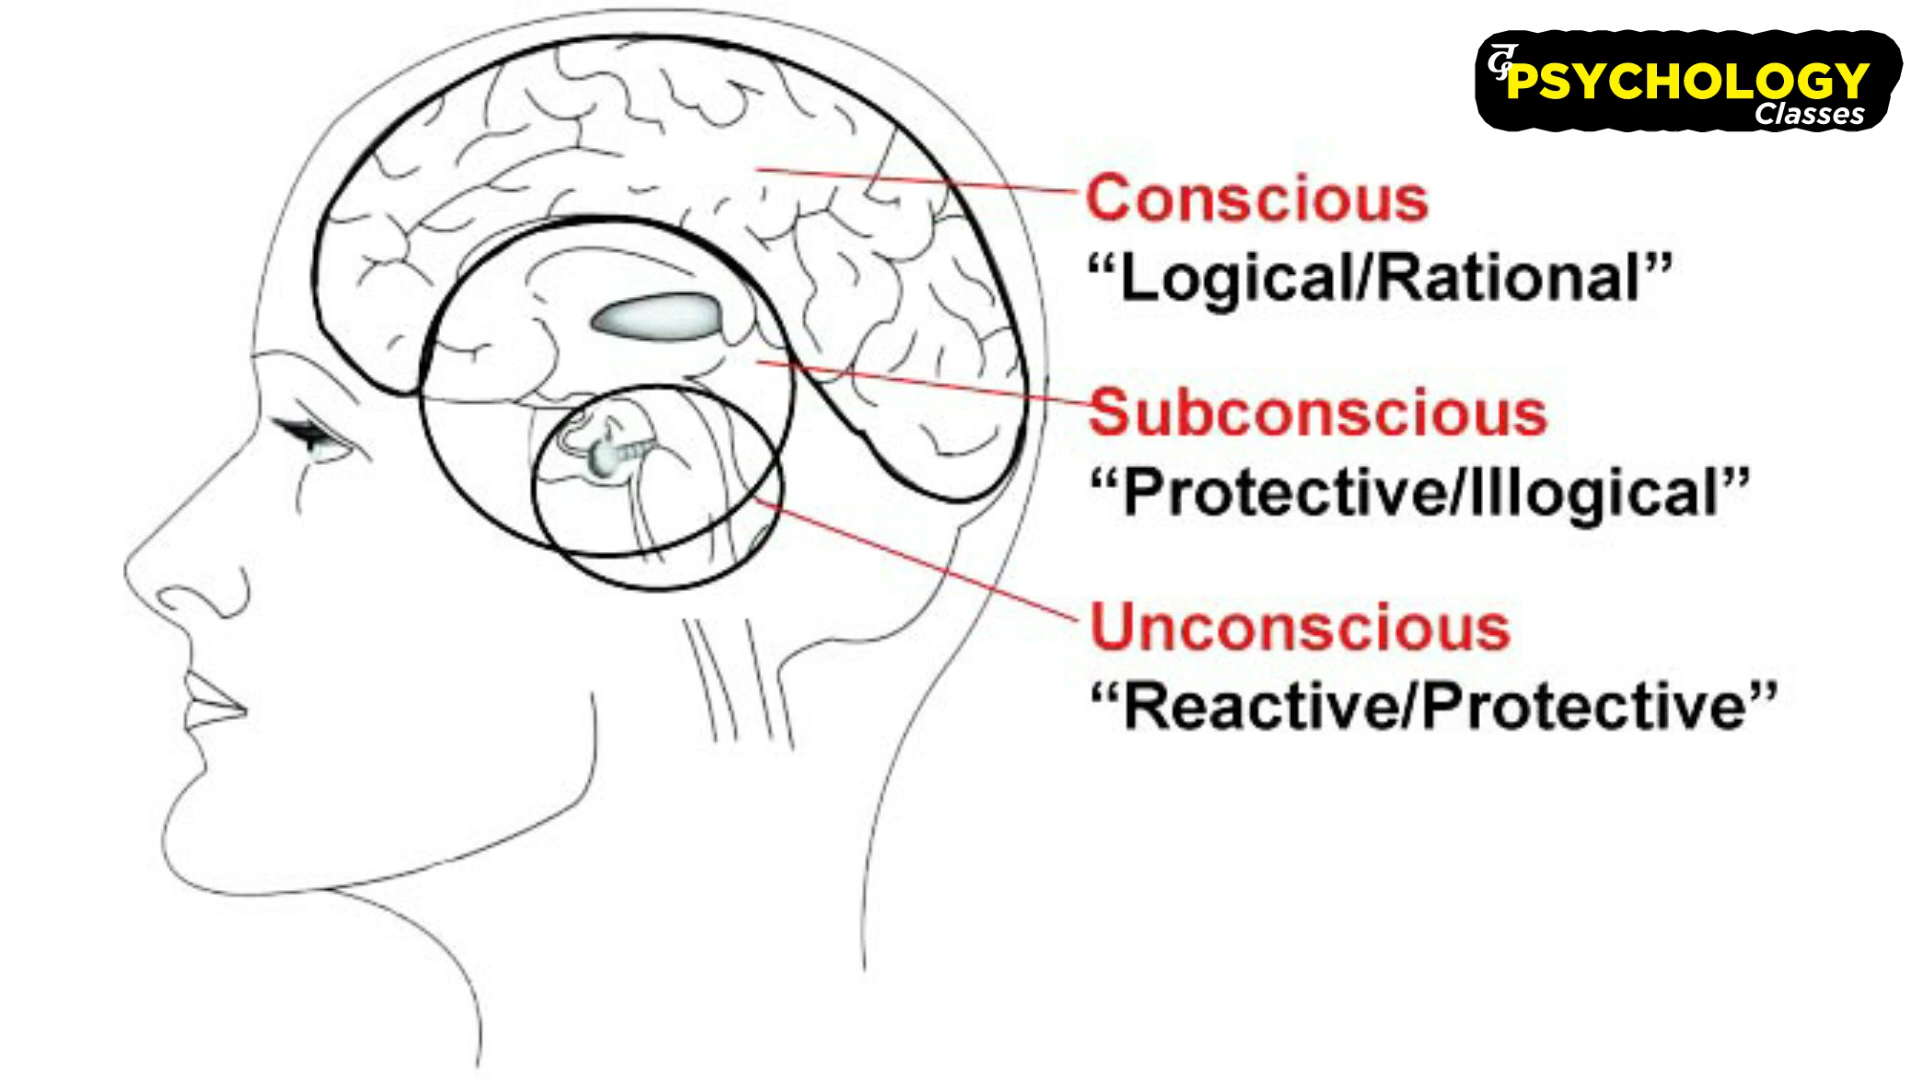 द
PSYCHOLOGY
Classes
Conscious
“Logical/Rational”
Subconscious
“Protective/Illogical”
Unconscious
“Reactive/Protective”